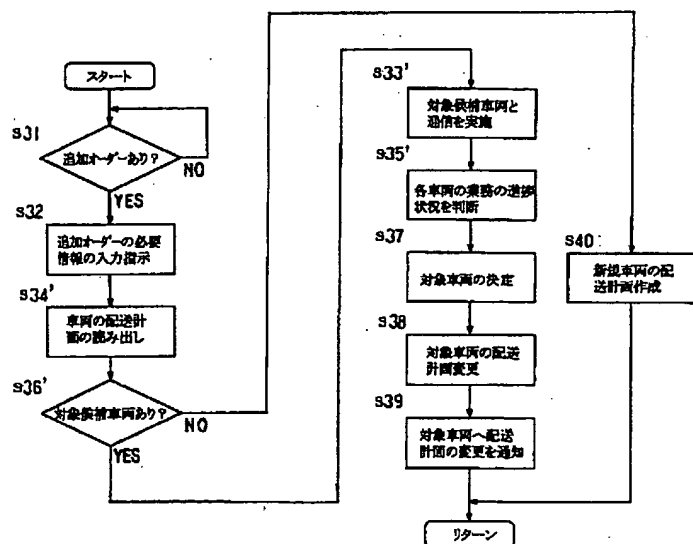 スタート
s31
追加オーダーあり?
NO
YES
s32
追加オーダーの必要
情報の入力指示
s34'
車両の配送計
画の読み出し
s36'
対象候補車両あり?
NO
YES
s33'
対象候補車両と
通信を実施
s35'
各車両の業務の進捗
状況を判断
s37
対象車両の決定
s38
対象車両の配送
計画変更
s39
対象車両へ配送
計画の変更を通知
s40
新規車両の配
送計画作成
リターン